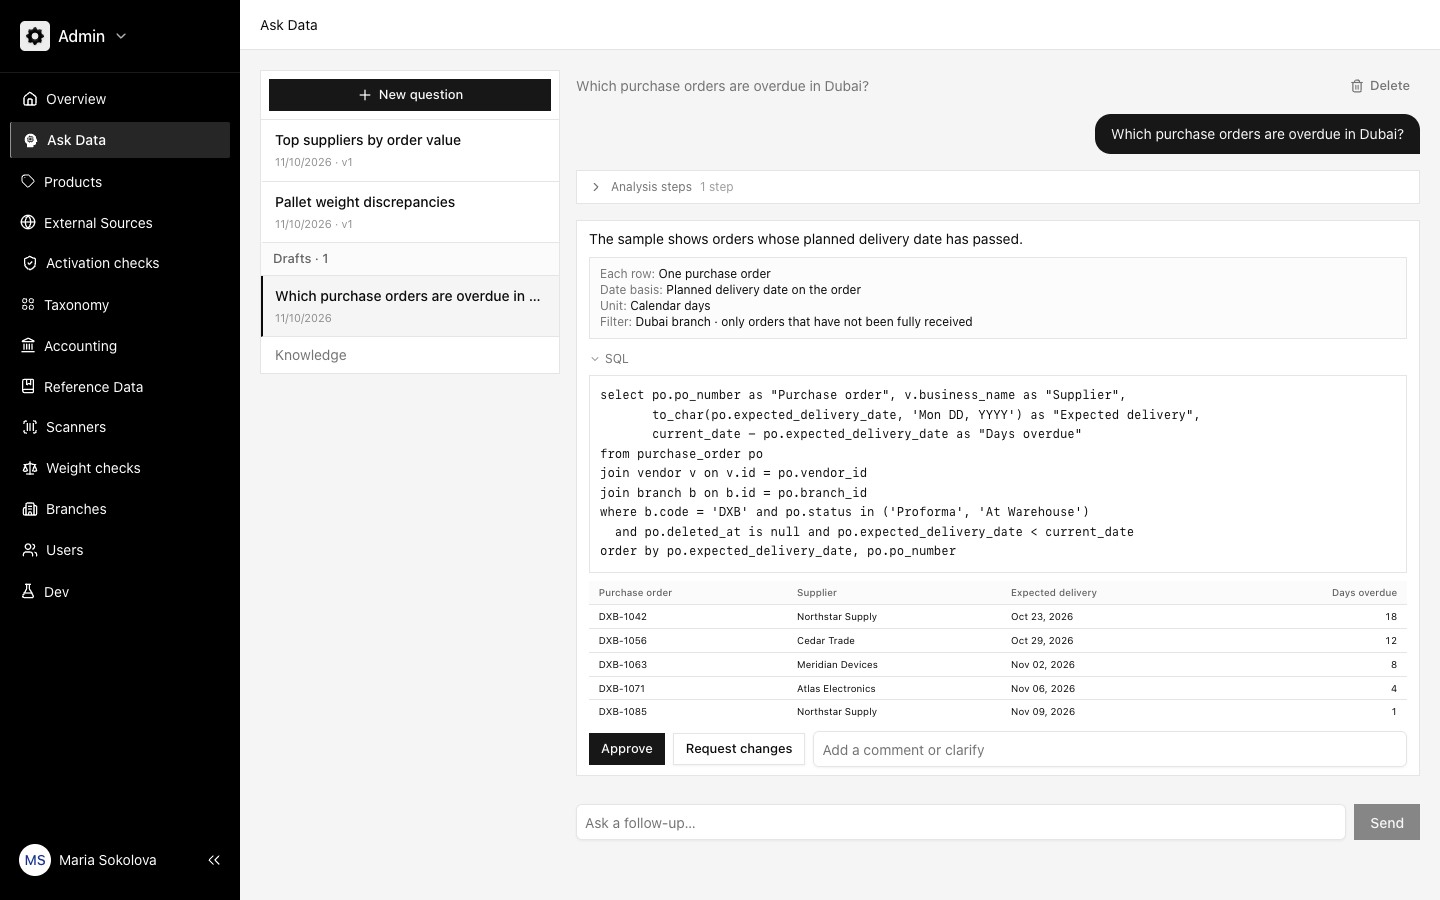 Admin
Overview
Ask Data
Products
External Sources
Activation checks
Taxonomy
Accounting
Reference Data
Scanners
Weight checks
Branches
Users
Dev
MS
Maria Sokolova
Ask Data
New question
Top suppliers by order value
11/10/2026 · v1
Pallet weight discrepancies
11/10/2026 · v1
Drafts · 1
Which purchase orders are overdue in ...
11/10/2026
Knowledge
Which purchase orders are overdue in Dubai?
Delete
Which purchase orders are overdue in Dubai?
Analysis steps 1 step
The sample shows orders whose planned delivery date has passed.
Each row: One purchase order
Date basis: Planned delivery date on the order
Unit: Calendar days
Filter: Dubai branch · only orders that have not been fully received
SQL
select po.po_number as "Purchase order", v.business_name as "Supplier",
to_char(po.expected_delivery_date, 'Mon DD, YYYY') as "Expected delivery",
current_date - po.expected_delivery_date as "Days overdue"
from purchase_order po
join vendor v on v.id = po.vendor_id
join branch b on b.id = po.branch_id
where b.code = 'DXB' and po.status in ('Proforma', 'At Warehouse')
and po.deleted_at is null and po.expected_delivery_date < current_date
order by po.expected_delivery_date, po.po_number
Purchase order Supplier Expected delivery Days overdue
DXB-1042 Northstar Supply Oct 23, 2026 18
DXB-1056 Cedar Trade Oct 29, 2026 12
DXB-1063 Meridian Devices Nov 02, 2026 8
DXB-1071 Atlas Electronics Nov 06, 2026 4
DXB-1085 Northstar Supply Nov 09, 2026 1
Approve
Request changes
Add a comment or clarify
Ask a follow-up...
Send